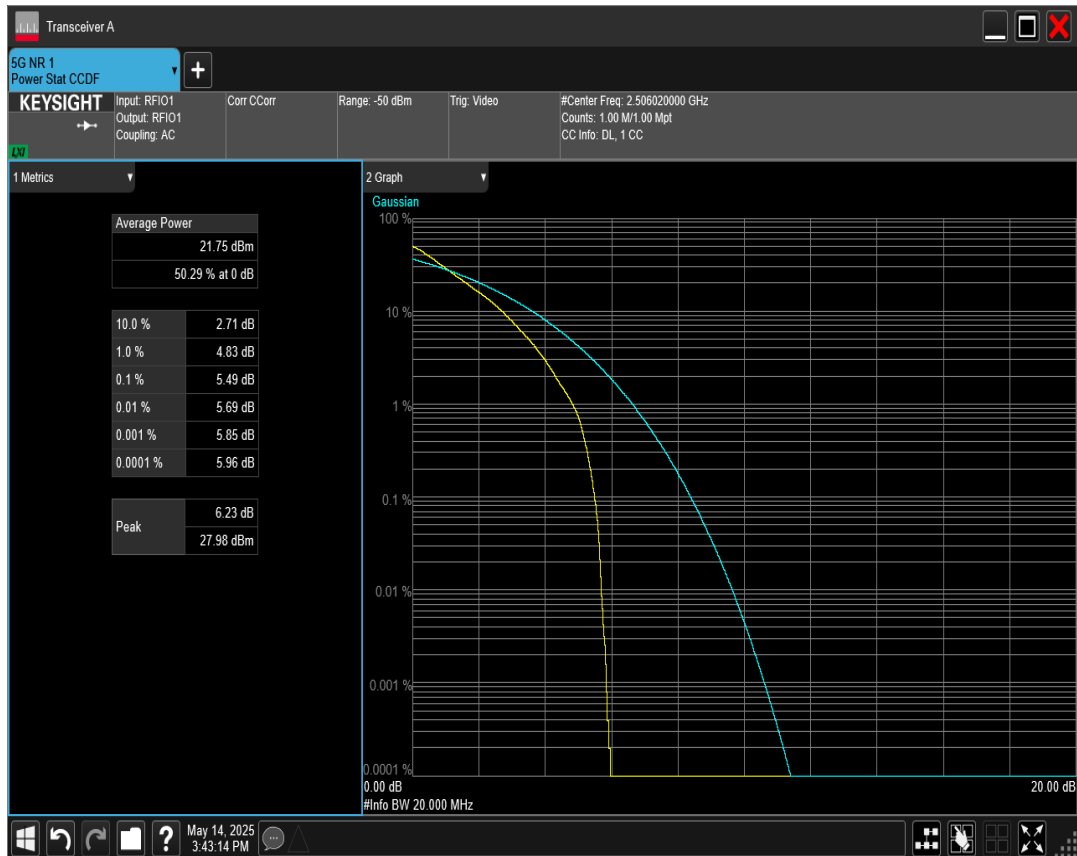 Transceiver A
5G NR 1
Power Stat CCDF
+
KEYSIGHT
LXI
Input: RFIO1
Output: RFIO1
Coupling: AC
Corr CCorr
Range: -50 dBm
Trig: Video
#Center Freq: 2.506020000 GHz
Counts: 1.00 M/1.00 Mpt
CC Info: DL, 1 CC
1 Metrics
Average Power
21.75 dBm
50.29 % at 0 dB
10.0 % 2.71 dB
1.0 % 4.83 dB
0.1 % 5.49 dB
0.01 % 5.69 dB
0.001 % 5.85 dB
0.0001 % 5.96 dB
Peak 6.23 dB
27.98 dBm
2 Graph
Gaussian
100 %
10 %
1 %
0.1 %
0.01 %
0.001 %
0.0001 %
0.00 dB 20.00 dB
#Info BW 20.000 MHz
?
May 14, 2025
3:43:14 PM